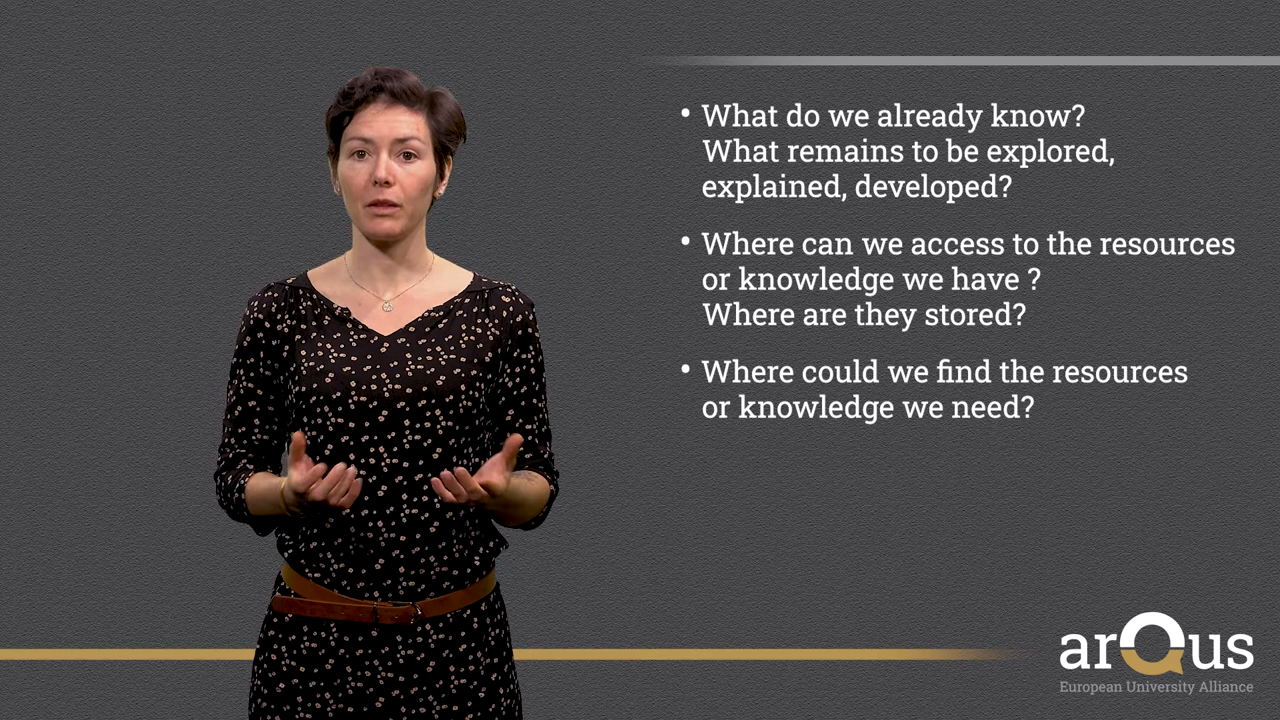 • What do we already know?
What remains to be explored,
explained, developed?
• Where can we access to the resources
or knowledge we have ?
Where are they stored?
• Where could we find the resources
or knowledge we need?
arQus
European University Alliance